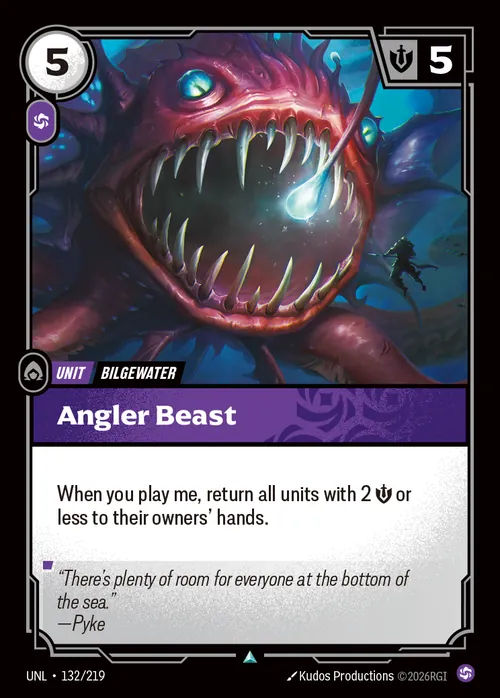 5
5
UNIT BILGEWATER
Angler Beast
When you play me, return all units with 2 or
less to their owners' hands.
“There's plenty of room for everyone at the bottom of
the sea.”
—Pyke
UNL • 132/219
Kudos Productions ©2026RGI